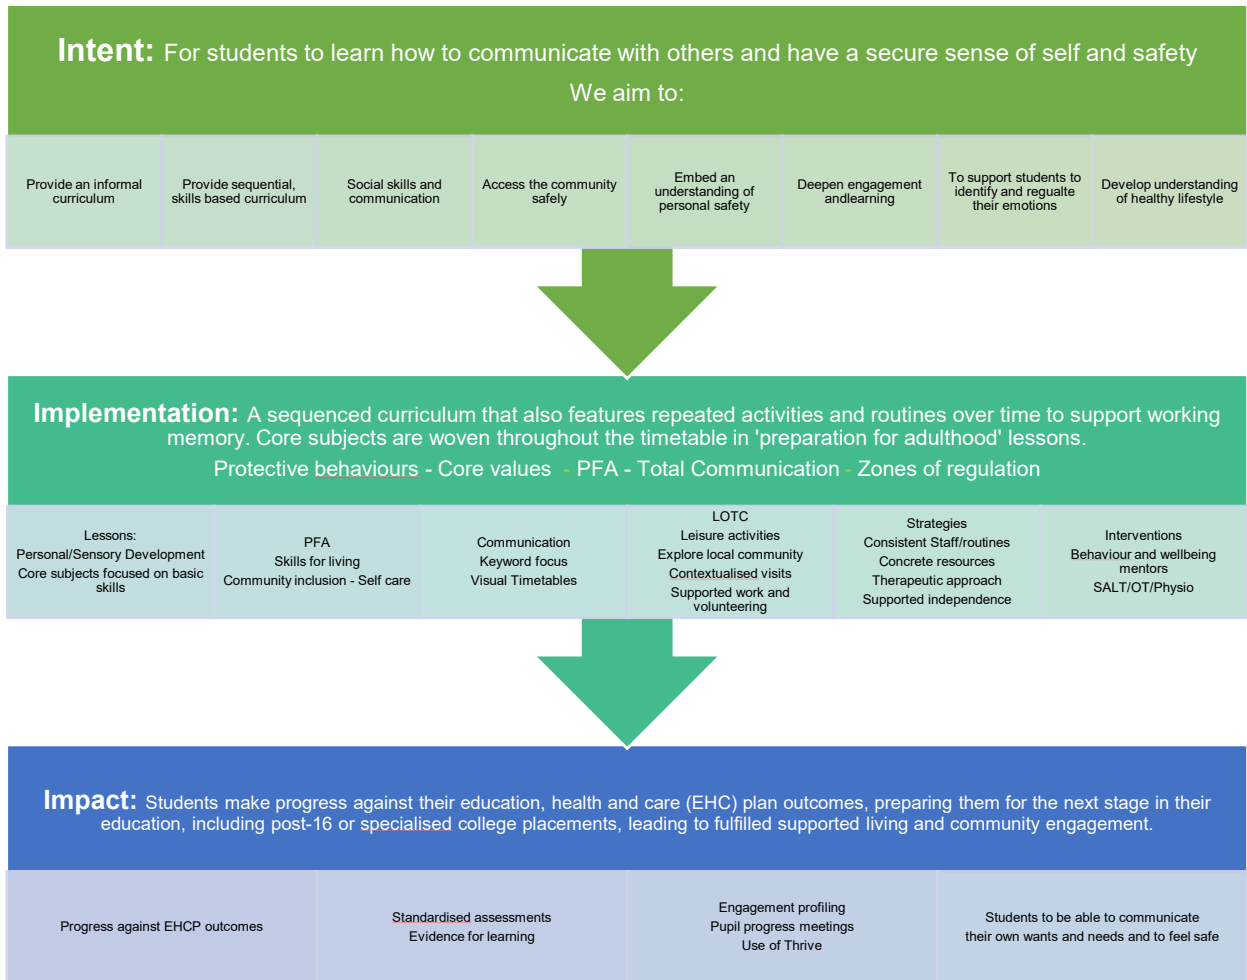 Intent: For students to learn how to communicate with others and have a secure sense of self and safety
We aim to:
Provide an informal
curriculum
Provide sequential,
skills based curriculum
Social skills and
communication
Access the community
safely
Embed an
understanding of
personal safety
Deepen engagement
andlearning
To support students to
identify and regualte
their emotions
Develop understanding
of healthy lifestyle
Implementation: A sequenced curriculum that also features repeated activities and routines over time to support working
memory. Core subjects are woven throughout the timetable in 'preparation for adulthood' lessons.
Protective behaviours - Core values - PFA - Total Communication - Zones of regulation
Lessons:
Personal/Sensory Development
Core subjects focused on basic
skills
PFA
Skills for living
Community inclusion - Self care
Communication
Keyword focus
Visual Timetables
LOTC
Leisure activities
Explore local community
Contextualised visits
Supported work and
volunteering
Strategies
Consistent Staff/routines
Concrete resources
Therapeutic approach
Supported independence
Interventions
Behaviour and wellbeing
mentors
SALT/OT/Physio
Impact: Students make progress against their education, health and care (EHC) plan outcomes, preparing them for the next stage in their
education, including post-16 or specialised college placements, leading to fulfilled supported living and community engagement.
Progress against EHCP outcomes
Standardised assessments
Evidence for learning
Engagement profiling
Pupil progress meetings
Use of Thrive
Students to be able to communicate
their own wants and needs and to feel safe